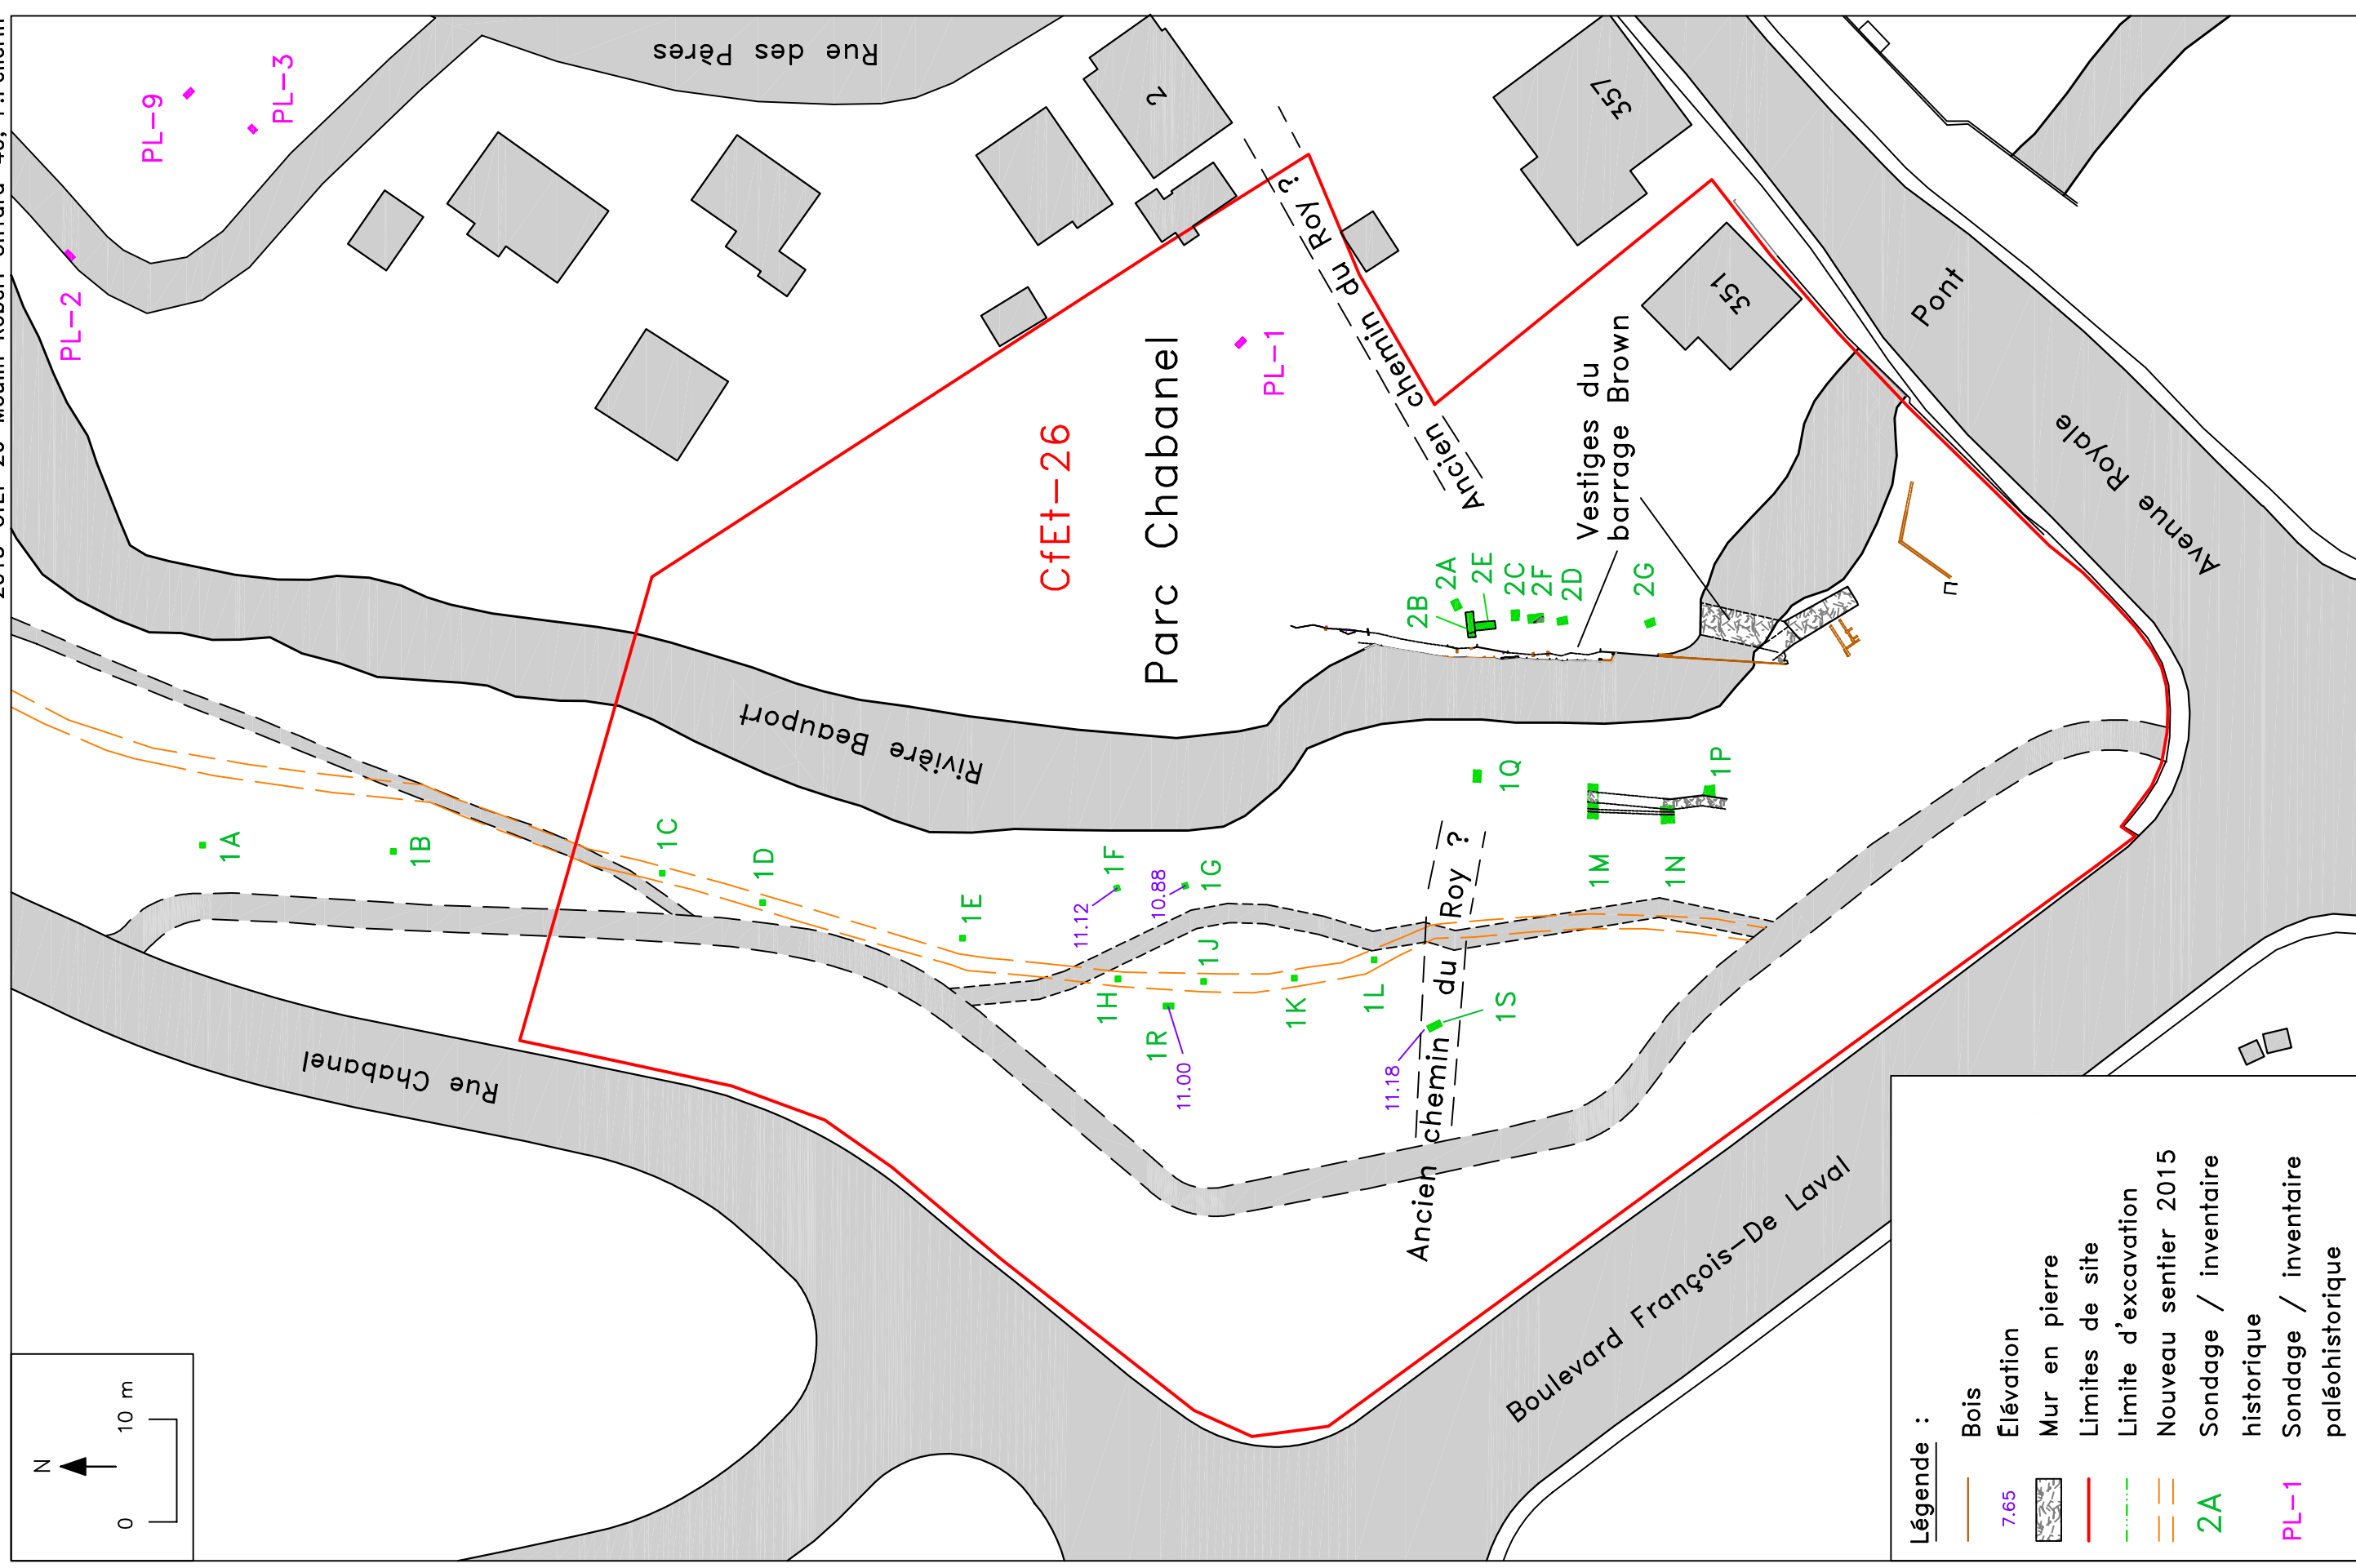 PL-9
PL-3
PL-2
Rue des Pères
2
357
351
Pont
Avenue Royale
PL-1
Ancien chemin du Roy ?
CfEt-26
Parc Chabanel
Vestiges du
barrage Brown
2A
2B
2E
2C
2F
2D
2G
Rivière Beauport
1A
1B
1C
1D
1E
1F
11.12
10.88
1G
1H
1J
1R
11.00
1K
1L
11.18
1S
1Q
1M
1N
1P
Ancien chemin du Roy ?
Rue Chabanel
Boulevard François-De Laval
N
0
10 m
Légende :
Bois
7.65 Élévation
Mur en pierre
Limites de site
Limite d'excavation
Nouveau sentier 2015
2A Sondage / inventaire
historique
PL-1 Sondage / inventaire
paléohistorique